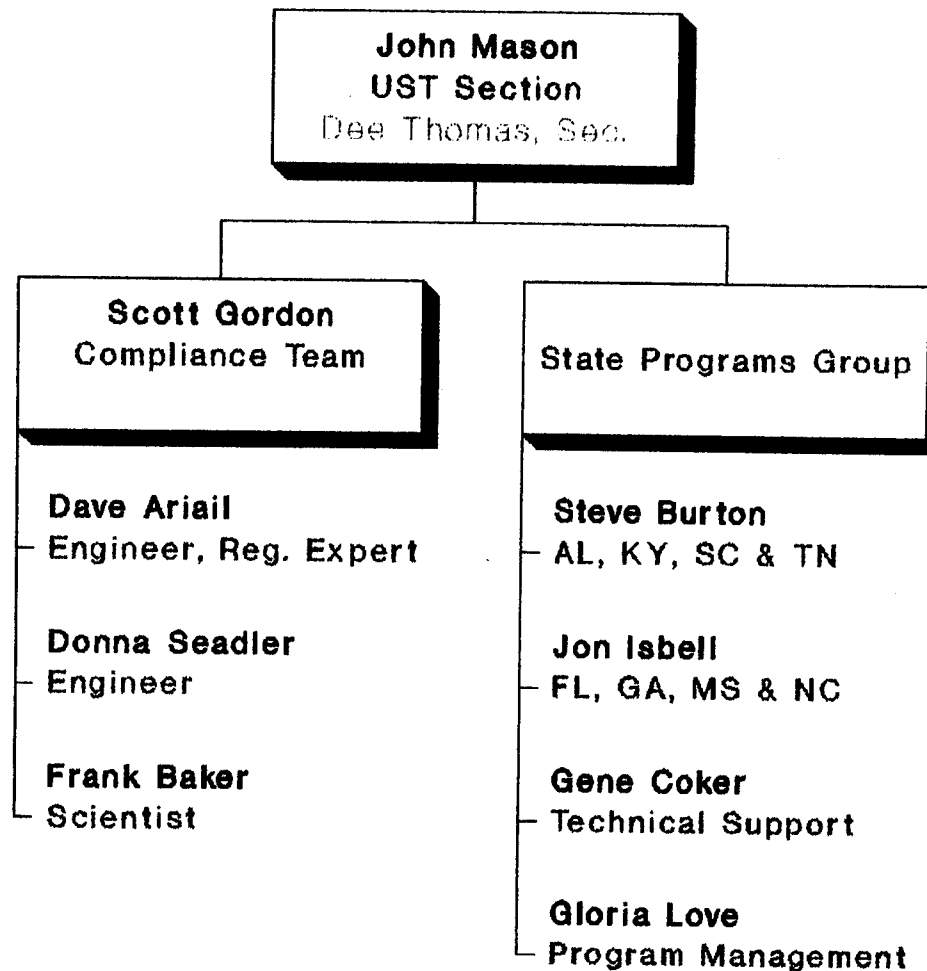 John Mason
UST Section
Dee Thomas, Sec.
Scott Gordon
Compliance Team
Dave Ariail
Engineer, Reg. Expert
Donna Seadler
Engineer
Frank Baker
Scientist
State Programs Group
Steve Burton
AL, KY, SC & TN
Jon Isbell
FL, GA, MS & NC
Gene Coker
Technical Support
Gloria Love
Program Management